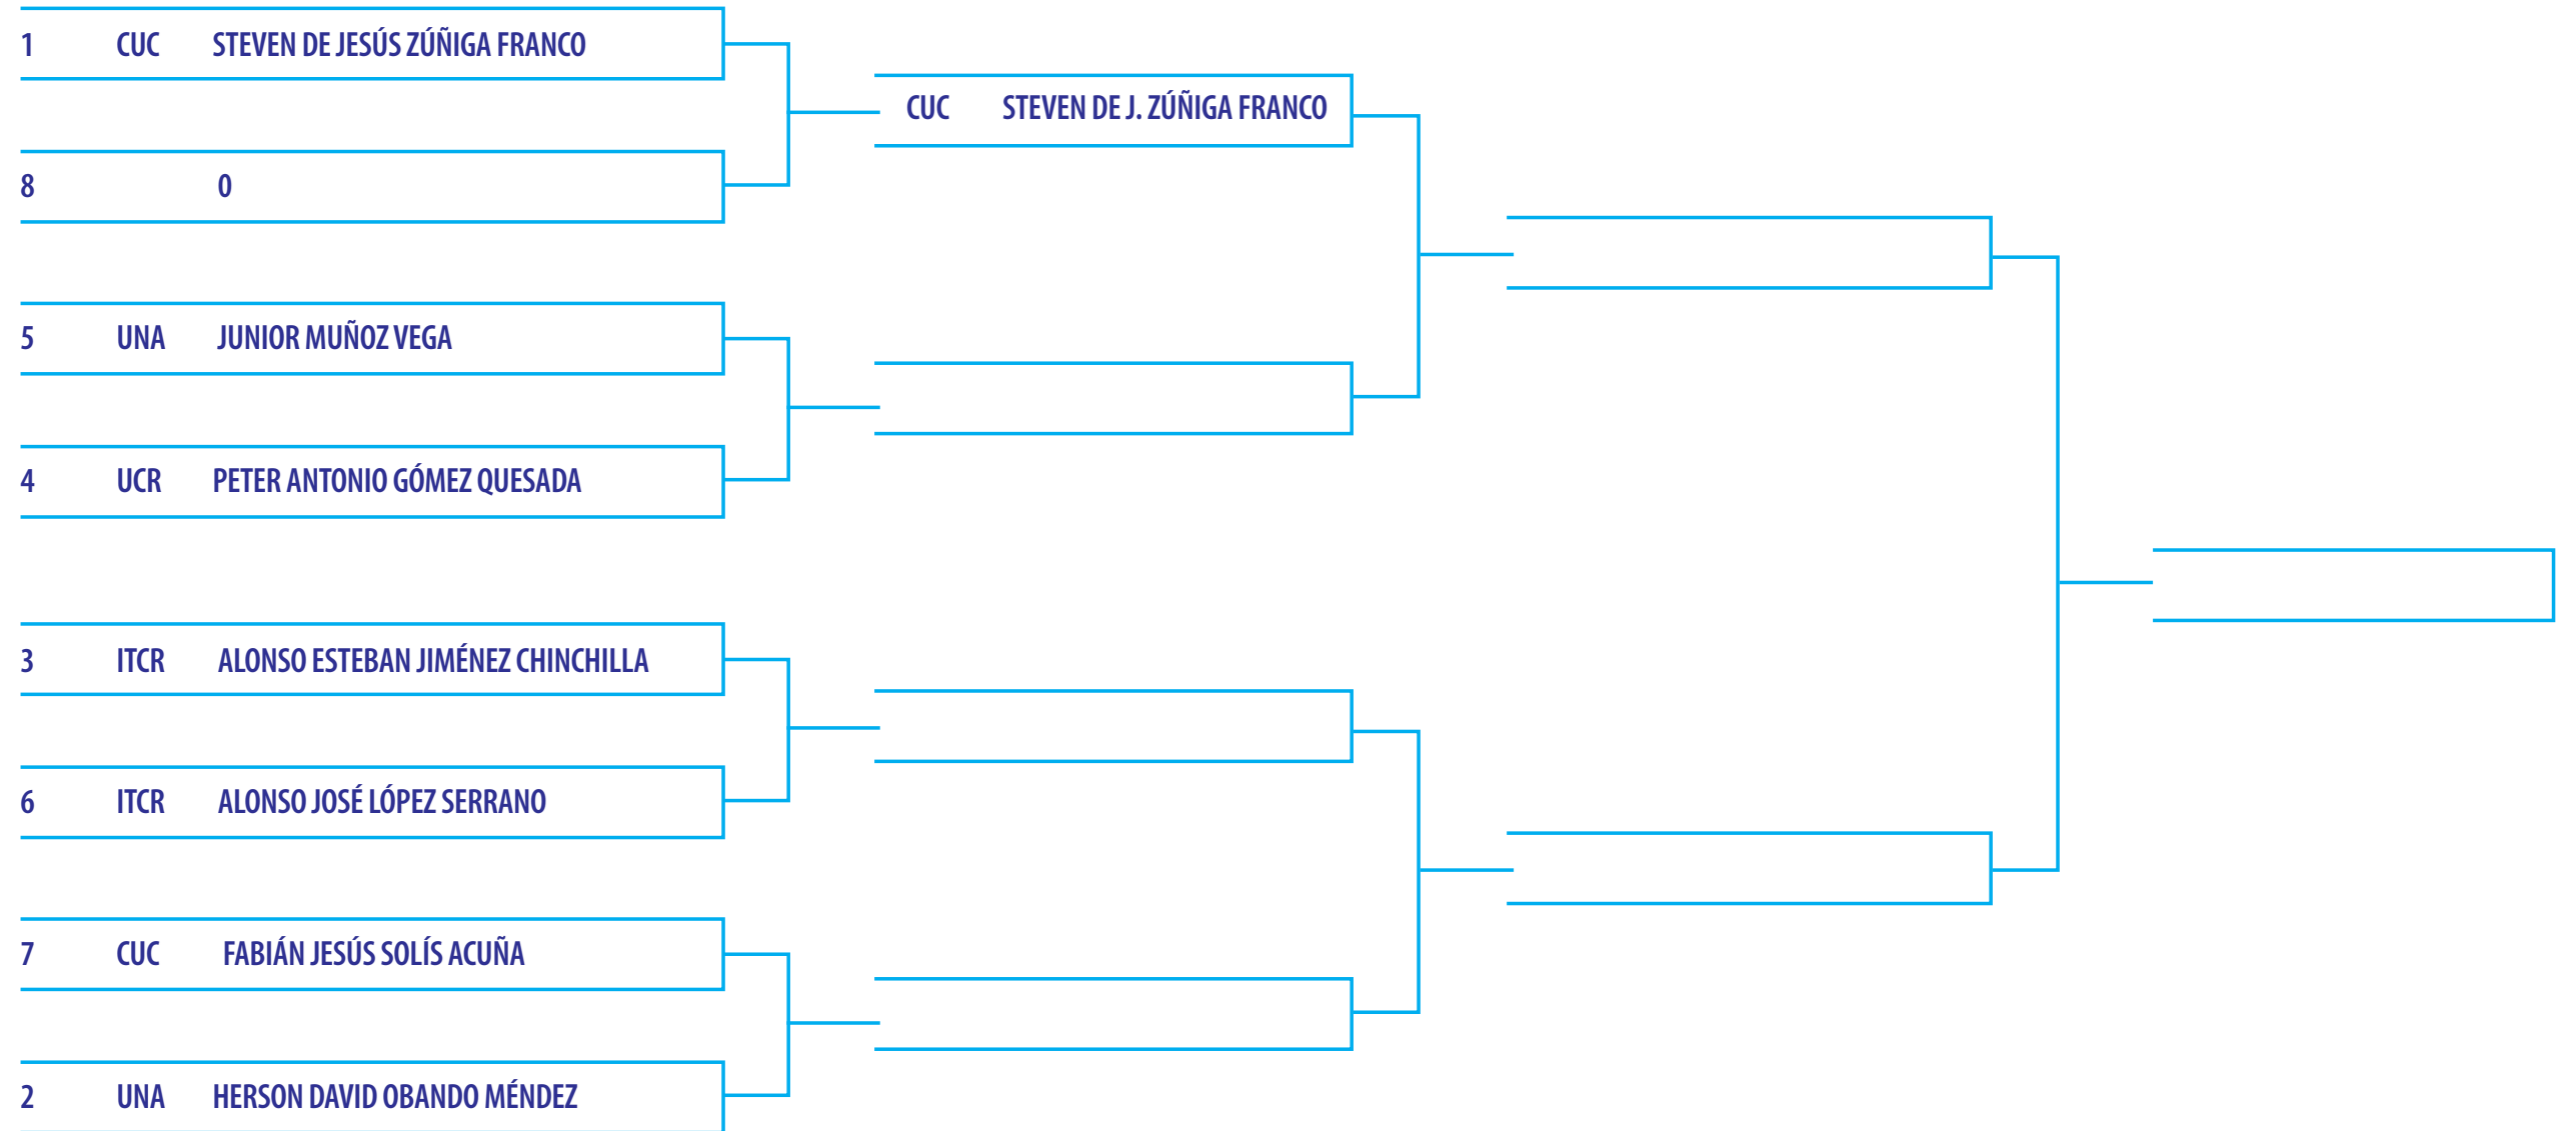 1 CUC STEVEN DE JESÚS ZÚÑIGA FRANCO
CUC STEVEN DE J. ZÚÑIGA FRANCO
8 0
5 UNA JUNIOR MUÑOZ VEGA
4 UCR PETER ANTONIO GÓMEZ QUESADA
3 ITCR ALONSO ESTEBAN JIMÉNEZ CHINCHILLA
6 ITCR ALONSO JOSÉ LÓPEZ SERRANO
7 CUC FABIÁN JESÚS SOLÍS ACUÑA
2 UNA HERSON DAVID OBANDO MÉNDEZ